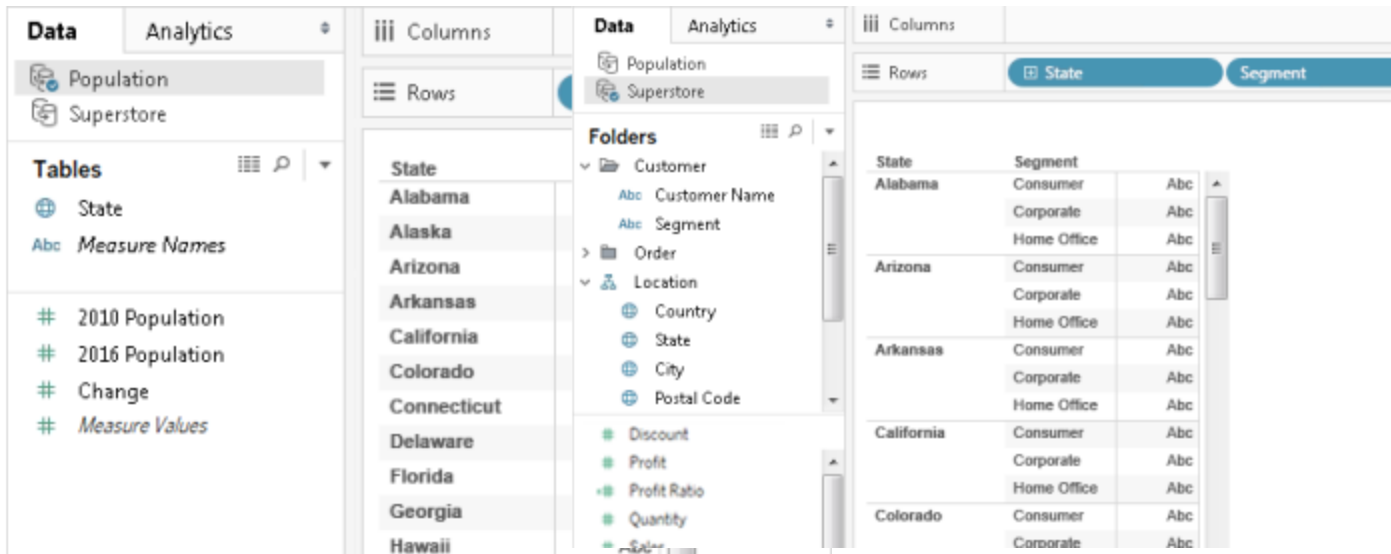 Data Analytics
Population
Superstore
Tables
State
Abc Measure Names
2010 Population
2016 Population
Change
Measure Values
Columns
Rows
State
Alabama
Alaska
Arizona
Arkansas
California
Colorado
Connecticut
Delaware
Florida
Georgia
Hawaii
Data Analytics
Population
Superstore
Folders
Customer
Abc Customer Name
Abc Segment
Order
Location
Country
State
City
Postal Code
Discount
Profit
Profit Ratio
Quantity
Sales
Columns
Rows State Segment
State Segment
Alabama Consumer Abc
Corporate Abc
Home Office Abc
Arizona Consumer Abc
Corporate Abc
Home Office Abc
Arkansas Consumer Abc
Corporate Abc
Home Office Abc
California Consumer Abc
Corporate Abc
Home Office Abc
Colorado Consumer Abc
Corporate Abc